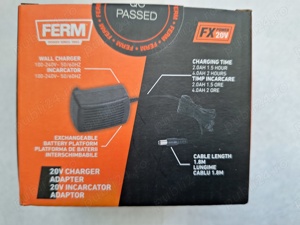 QC
PASSED
FERM
FX POWER
20V
WALL CHARGER
100-240V~ 50/60HZ
INCARCATOR
100-240V~ 50/60HZ
CHARGING TIME
2.0AH 1.5 HOUR
4.0AH 2 HOURS
TIMP INCARCARE
2.0AH 1.5 ORE
4.0AH 2 ORE
EXCHANGEABLE
BATTERY PLATFORM
PLATFORMA DE BATERII
INTERSCHIMBABILE
CABLE LENGTH
1.8M
LUNGIME
CABLU 1.8M
20V CHARGER
ADAPTER
20V INCARCATOR
ADAPTOR